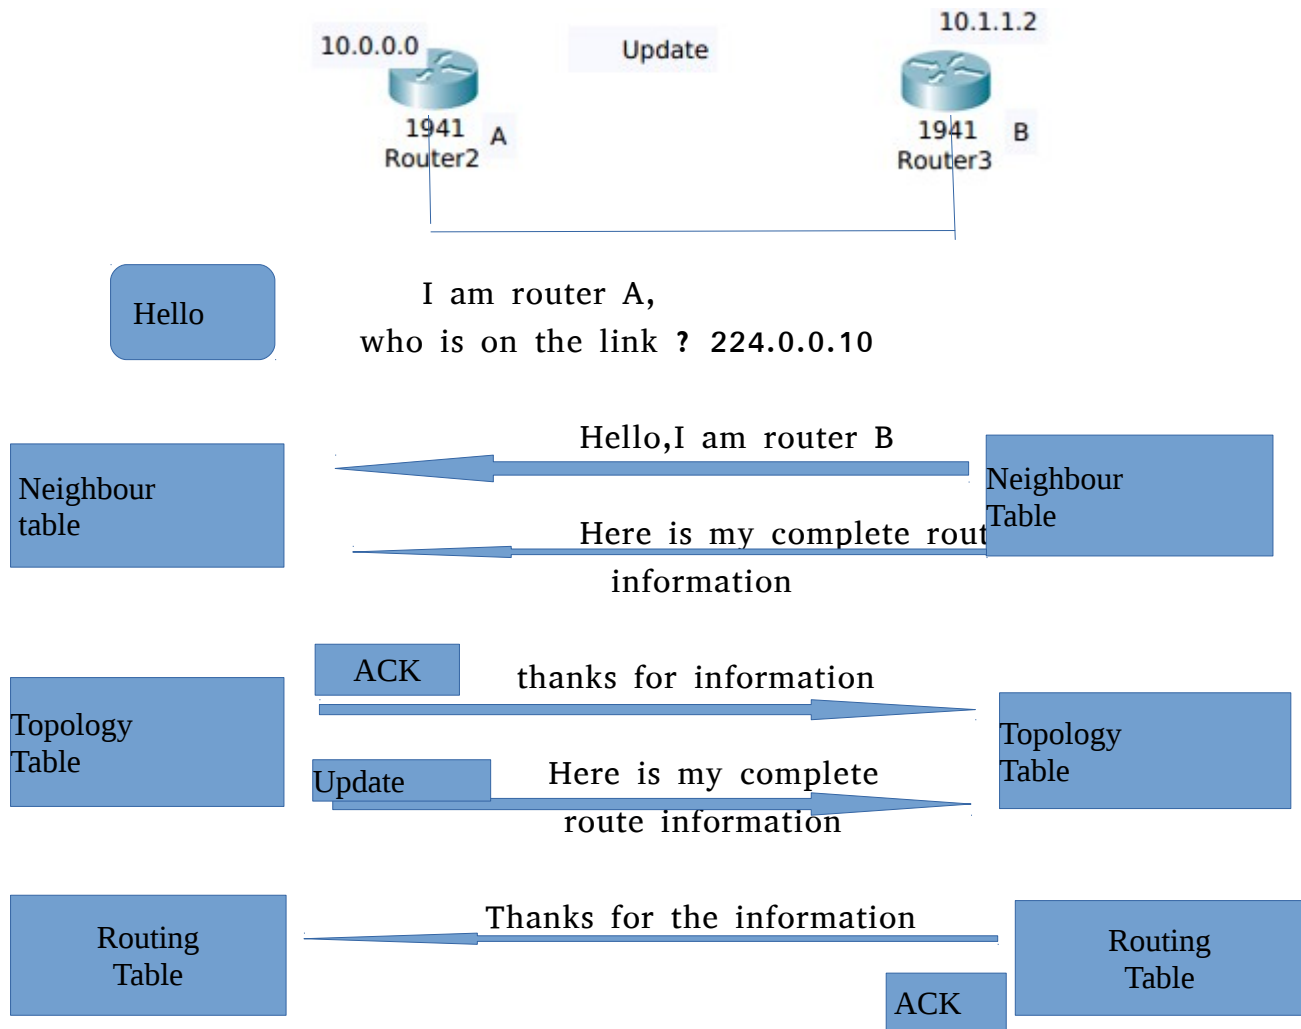 10.0.0.0
Update
10.1.1.2
1941
A
Router2
1941
B
Router3
Hello
I am router A,
who is on the link ? 224.0.0.10
Hello,I am router B
Neighbour
table
Neighbour
Table
Here is my complete rout
information
ACK
thanks for information
Topology
Table
Topology
Table
Update
Here is my complete
route information
Thanks for the information
Routing
Table
Routing
Table
ACK